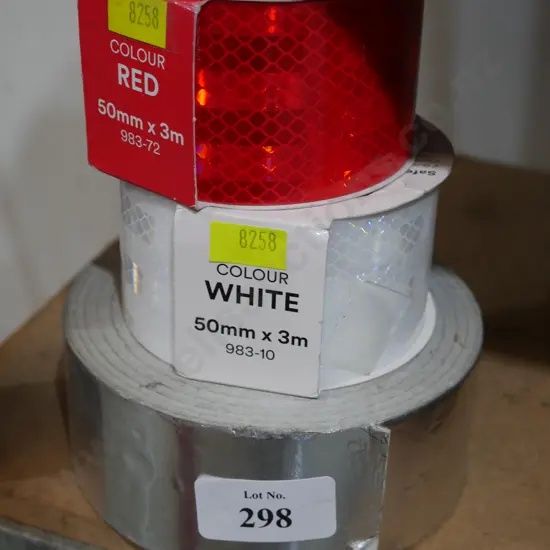 8258
COLOUR
RED
50mm x 3m
983-72
8258
COLOUR
WHITE
50mm x 3m
983-10
Lot No.
298